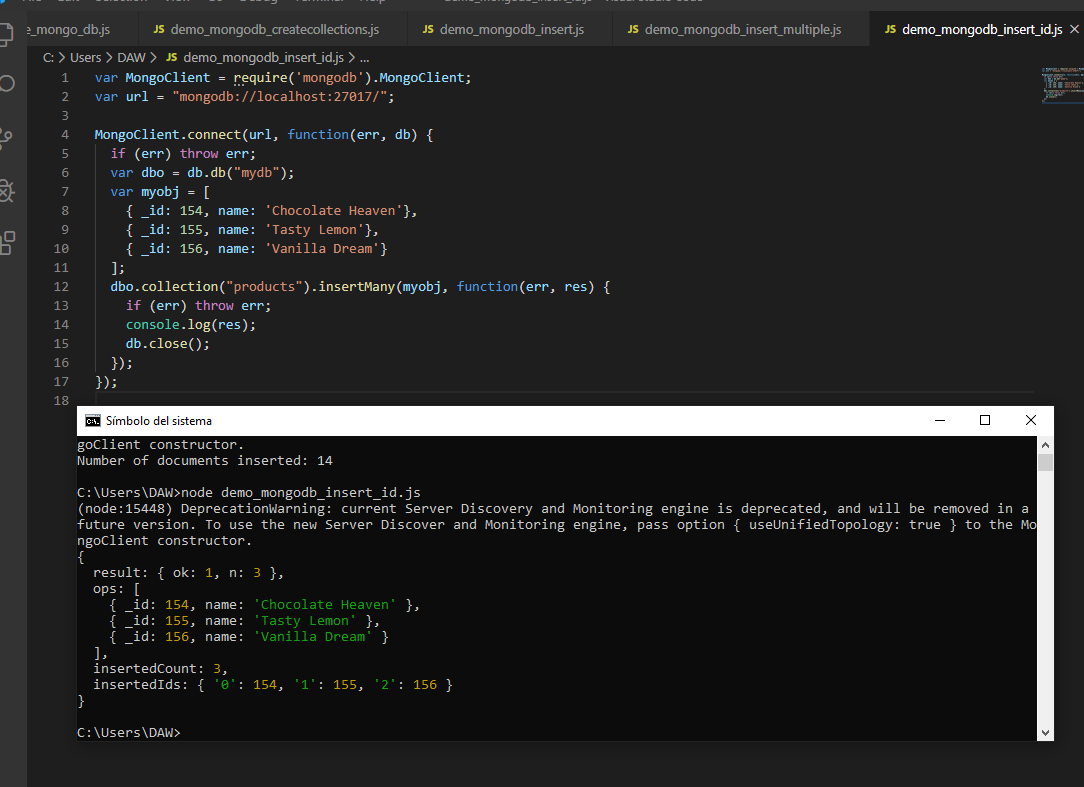 e_mongo_db.js
JS demo_mongodb_createcollections.js
JS demo_mongodb_insert.js
JS demo_mongodb_insert_multiple.js
JS demo_mongodb_insert_id.js
C: > Users > DAW > JS demo_mongodb_insert_id.js > ...
1 var MongoClient = require('mongodb').MongoClient;
2 var url = "mongodb://localhost:27017/";
3
4 MongoClient.connect(url, function(err, db) {
5 if (err) throw err;
6 var dbo = db.db("mydb");
7 var myobj = [
8 { _id: 154, name: 'Chocolate Heaven'},
9 { _id: 155, name: 'Tasty Lemon'},
10 { _id: 156, name: 'Vanilla Dream'}
11 ];
12 dbo.collection("products").insertMany(myobj, function(err, res) {
13 if (err) throw err;
14 console.log(res);
15 db.close();
16 });
17 });
18
C:\. Símbolo del sistema
goClient constructor.
Number of documents inserted: 14
C:\Users\DAW>node demo_mongodb_insert_id.js
(node:15448) DeprecationWarning: current Server Discovery and Monitoring engine is deprecated, and will be removed in a
future version. To use the new Server Discover and Monitoring engine, pass option { useUnifiedTopology: true } to the Mo
ngoClient constructor.
{
result: { ok: 1, n: 3 },
ops: [
{ _id: 154, name: 'Chocolate Heaven' },
{ _id: 155, name: 'Tasty Lemon' },
{ _id: 156, name: 'Vanilla Dream' }
],
insertedCount: 3,
insertedIds: { '0': 154, '1': 155, '2': 156 }
}
C:\Users\DAW>